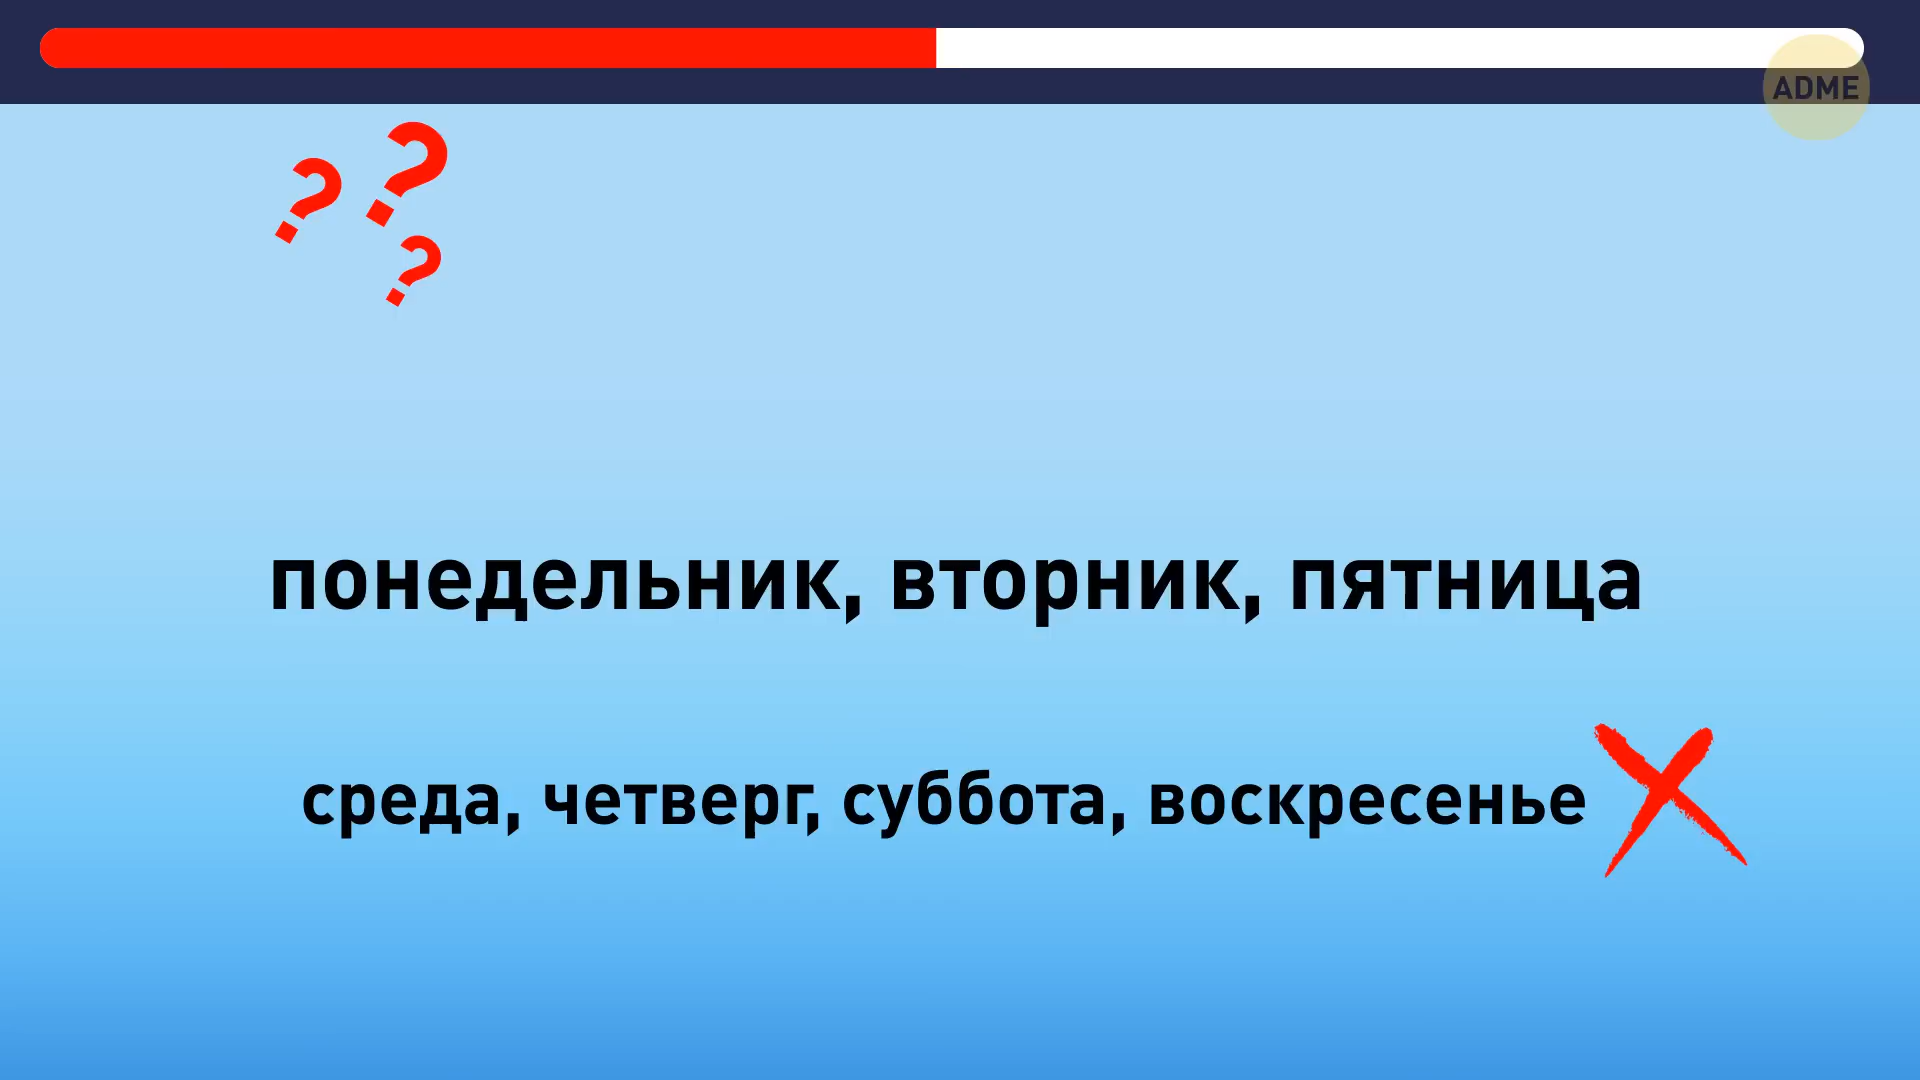 ADME
? ? ?
понедельник, вторник, пятница
среда, четверг, суббота, воскресенье